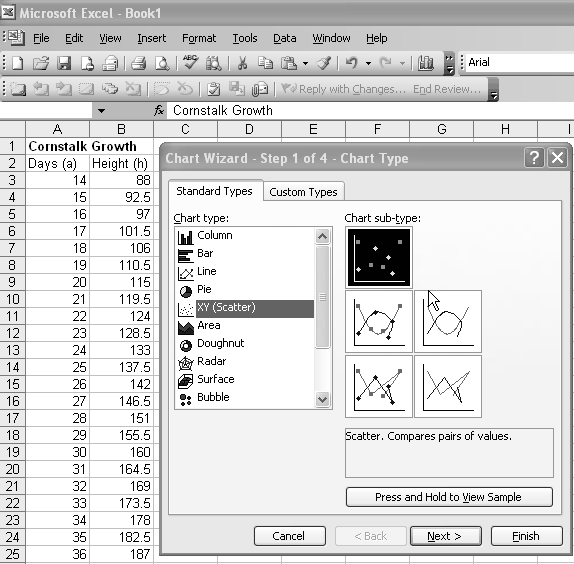 Microsoft Excel - Book1
File Edit View Insert Format Tools Data Window Help
ABC Σ Arial
Reply with Changes... End Review...
fx Cornstalk Growth
A B C D E F G H I
1 Cornstalk Growth
2 Days (a) Height (h)
3 14 88
4 15 92.5
5 16 97
6 17 101.5
7 18 106
8 19 110.5
9 20 115
10 21 119.5
11 22 124
12 23 128.5
13 24 133
14 25 137.5
15 26 142
16 27 146.5
17 28 151
18 29 155.5
19 30 160
20 31 164.5
21 32 169
22 33 173.5
23 34 178
24 35 182.5
25 36 187
Chart Wizard - Step 1 of 4 - Chart Type ?
Standard Types Custom Types
Chart type:
Column
Bar
Line
Pie
XY (Scatter)
Area
Doughnut
Radar
Surface
Bubble
Chart sub-type:
Scatter. Compares pairs of values.
Press and Hold to View Sample
Cancel < Back Next > Finish